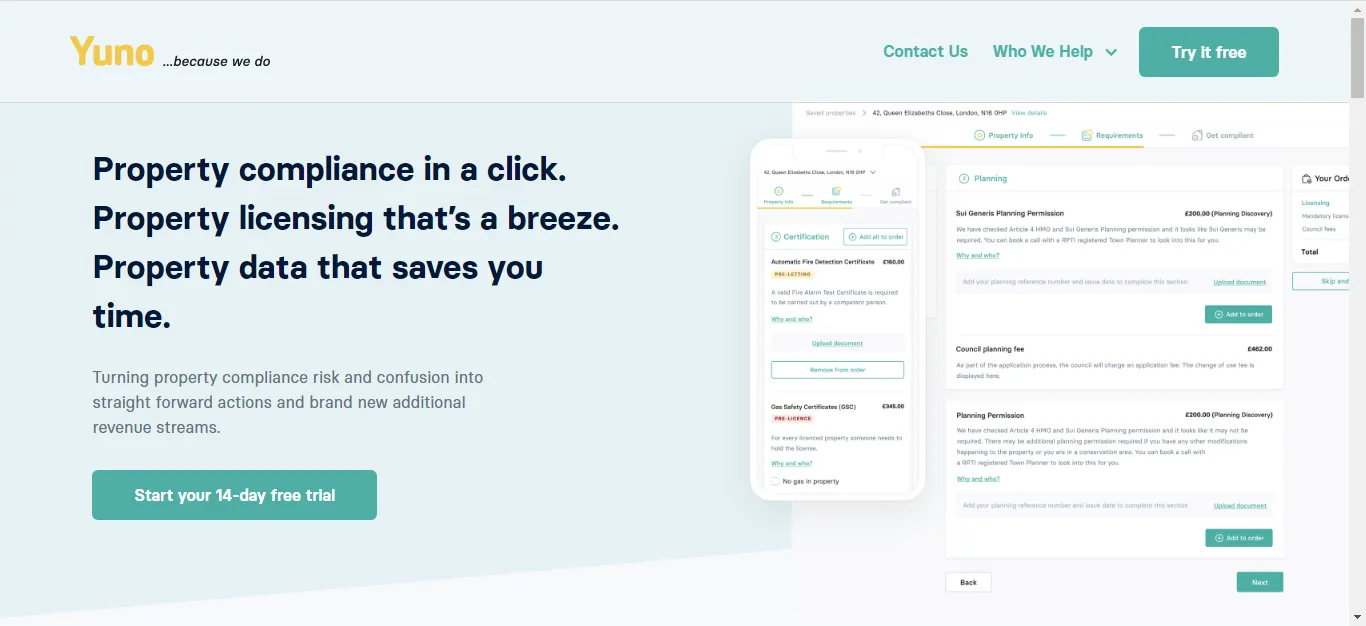 Yuno ...because we do
Contact Us
Who We Help
Try it free
Property compliance in a click.
Property licensing that's a breeze.
Property data that saves you
time.
Turning property compliance risk and confusion into
straight forward actions and brand new additional
revenue streams.
Start your 14-day free trial
42, Queen Elizabeths Close, London, N16 0HP
Property Info
Requirements
Get compliant
3 Certification
Add all to order
Automatic Fire Detection Certificate £160.00
PRE-LETTING
A valid Fire Alarm Test Certificate is required
to be carried out by a competent person.
Why and who?
Upload document
Remove from order
Gas Safety Certificates (GSC) £345.00
PRE-LICENCE
For every licenced property someone needs to
hold the license.
Why and who?
No gas in property
Saved properties
42, Queen Elizabeths Close, London, N16 0HP View details
Property Info
Requirements
Get compliant
Planning
Sui Generis Planning Permission £200.00 (Planning Discovery)
We have checked Article 4 HMO and Sui Generis Planning permission and it looks like Sui Generis may be
required. You can book a call with a RPTI registered Town Planner to look into this for you.
Why and who?
Add your planning reference number and issue date to complete this section Upload document
Add to order
Council planning fee £462.00
As part of the application process, the council will charge an application fee. The change of use fee is
displayed here.
Planning Permission £200.00 (Planning Discovery)
We have checked Article 4 HMO and Sui Generis Planning permission and it looks like it may not be
required. There may be additional planning permission required if you have any other modifications
happening to the property or you are in a conservation area. You can book a call with
a RPTI registered Town Planner to look into this for you.
Why and who?
Add your planning reference number and issue date to complete this section Upload document
Add to order
Back
Next
Your Orde
Licensing
Mandatory licens
Council fees
Total
Skip and